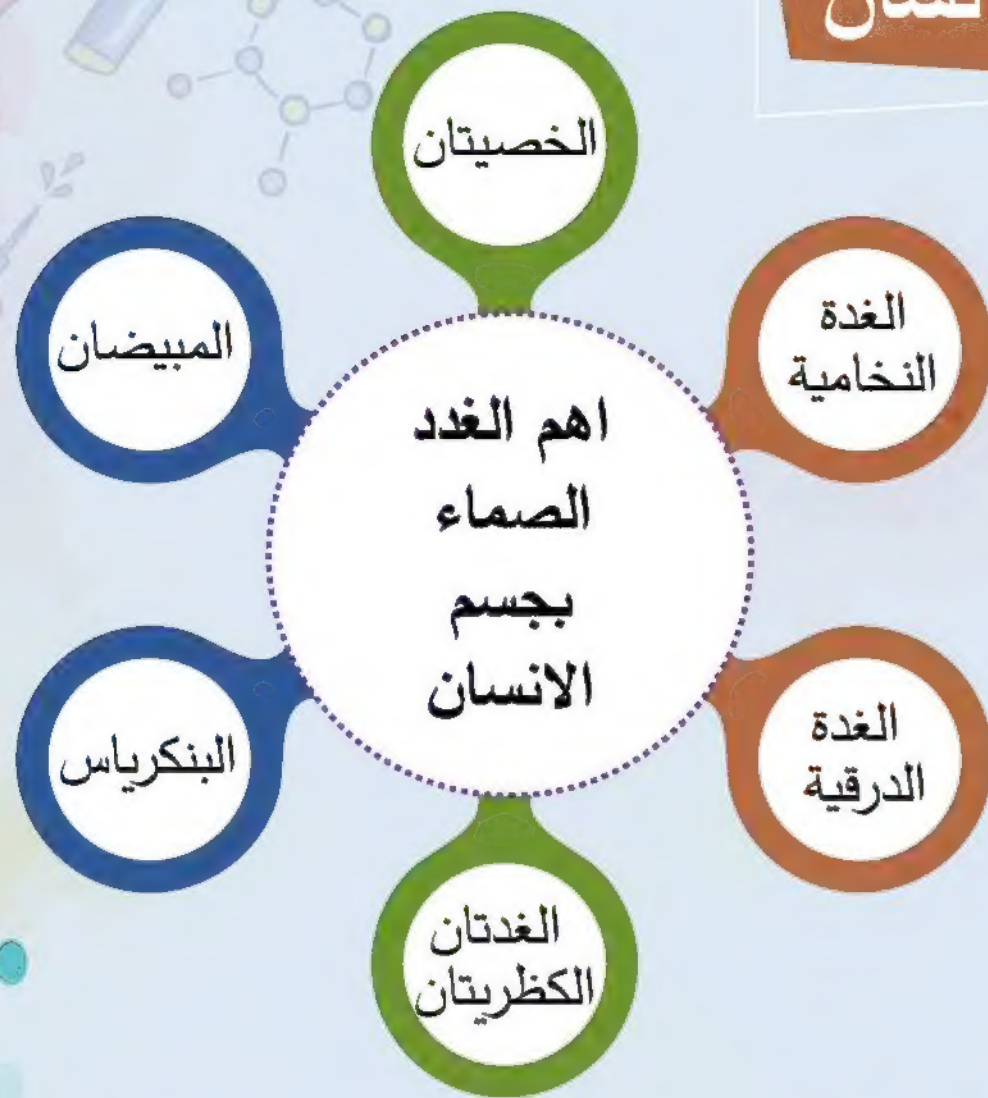 الخصيتان
الغدة
النخامية
المبيضان
اهم الغدد
الصماء
بجسم
الانسان
الغدة
الدرقية
البنكرياس
الغدتان
الكظريتان